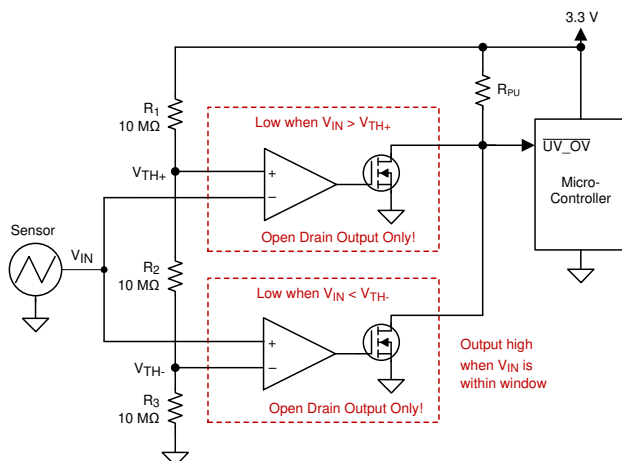 3.3 V
R1
10 MΩ
RPU
Low when VIN > VTH+
UV_OV
Micro-
Controller
VTH+
+
−
Open Drain Output Only!
Sensor
VIN
R2
10 MΩ
Low when VIN < VTH-
+
−
VTH-
Output high
when VIN is
within window
R3
10 MΩ
Open Drain Output Only!